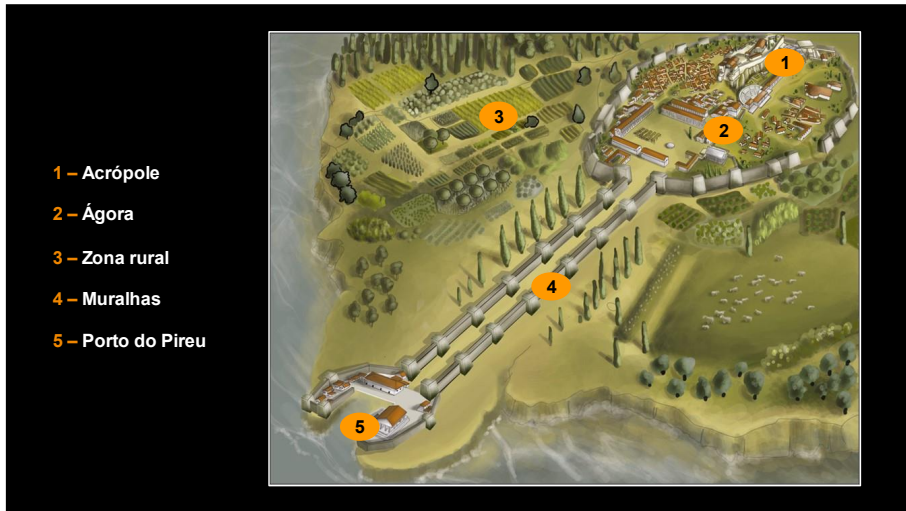 1 – Acrópole
2 – Ágora
3 – Zona rural
4 – Muralhas
5 – Porto do Pireu
1
2
3
4
5